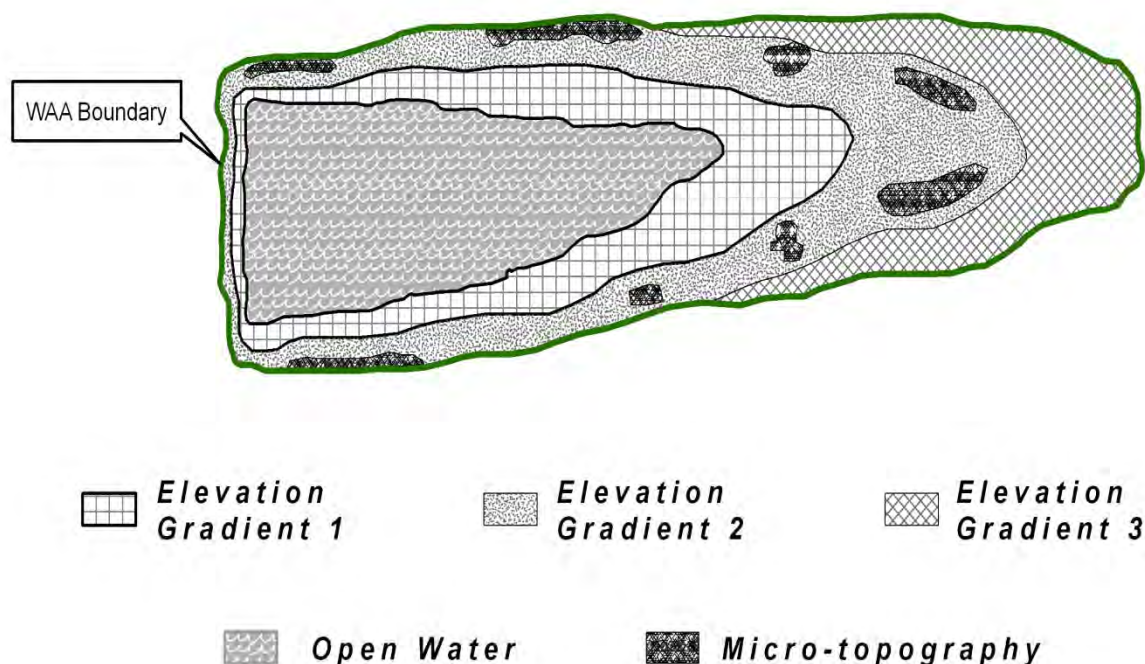 WAA Boundary
Elevation
Gradient 1
Elevation
Gradient 2
Elevation
Gradient 3
Open Water
Micro-topography